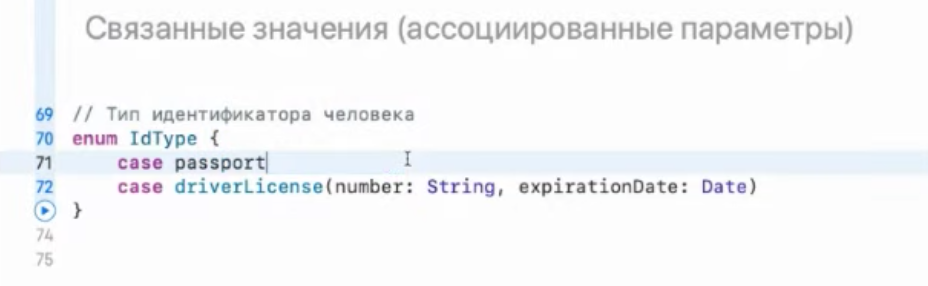 Связанные значения (ассоциированные параметры)
69 // Тип идентификатора человека
70 enum IdType {
71 case passport
72 case driverLicense(number: String, expirationDate: Date)
}
74
75